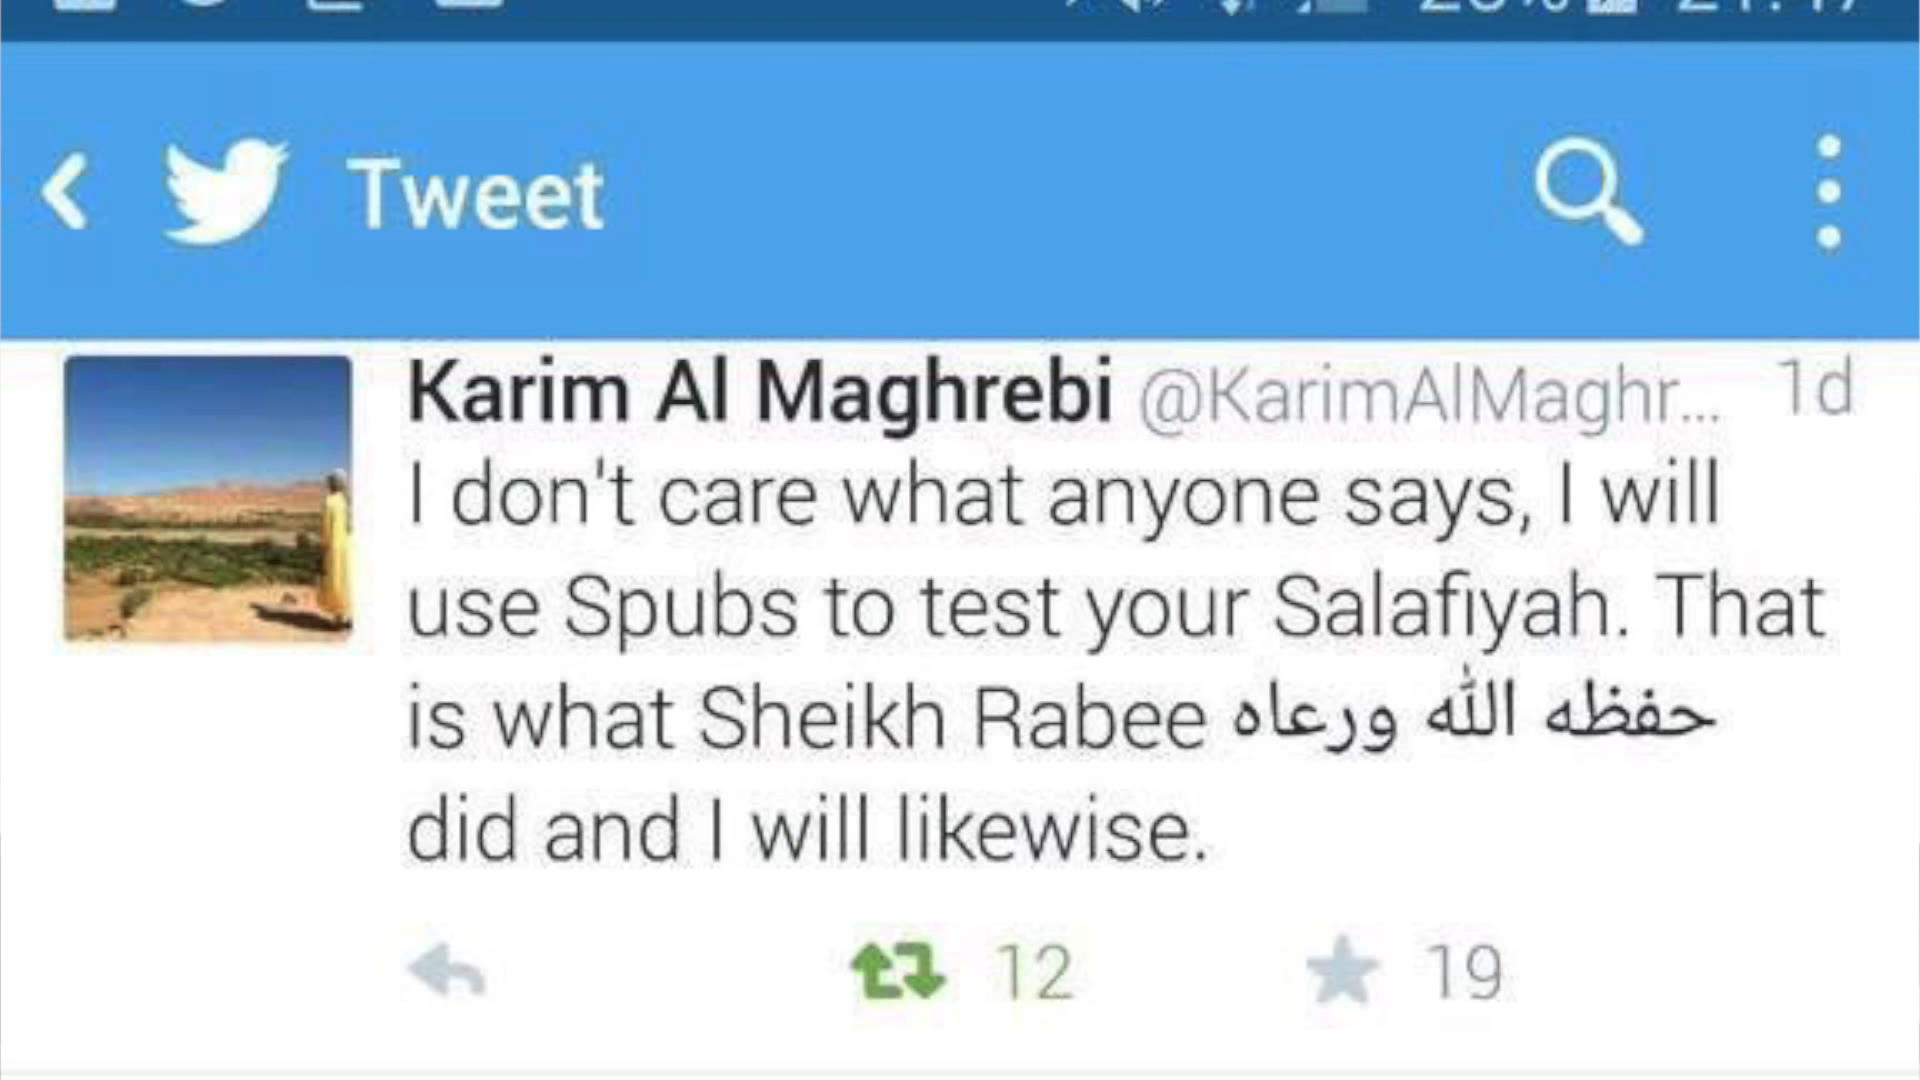 Tweet
Karim Al Maghrebi @KarimAlMaghr... 1d
I don't care what anyone says, I will
use Spubs to test your Salafiyah. That
is what Sheikh Rabee حفظه الله ورعاه
did and I will likewise.
12 19